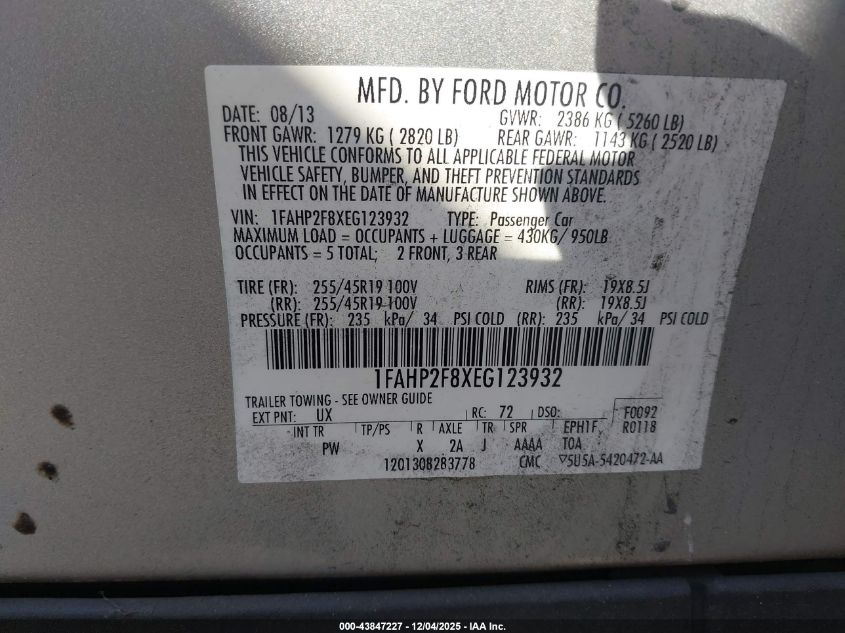 MFD. BY FORD MOTOR CO.
DATE: 08/13 GVWR: 2386 KG ( 5260 LB)
FRONT GAWR: 1279 KG ( 2820 LB) REAR GAWR: 1143 KG ( 2520 LB)
THIS VEHICLE CONFORMS TO ALL APPLICABLE FEDERAL MOTOR
VEHICLE SAFETY, BUMPER, AND THEFT PREVENTION STANDARDS
IN EFFECT ON THE DATE OF MANUFACTURE SHOWN ABOVE.
VIN: 1FAHP2F8XEG123932 TYPE: Passenger Car
MAXIMUM LOAD = OCCUPANTS + LUGGAGE = 430KG/ 950LB
OCCUPANTS = 5 TOTAL; 2 FRONT, 3 REAR
TIRE (FR): 255/45R19 100V RIMS (FR): 19X8.5J
(RR): 255/45R19 100V (RR): 19X8.5J
PRESSURE (FR): 235 kPa/ 34 PSI COLD (RR): 235 kPa/ 34 PSI COLD
1FAHP2F8XEG123932
TRAILER TOWING - SEE OWNER GUIDE
EXT PNT: UX RC: 72 DSO: F0092
INT TR TP/PS R AXLE TR SPR EPH1F R0118
PW X 2A J AAAA T0A
1201308283778 CMC ▽5U5A-5420472-AA
000-43847227 - 12/04/2025 - IAA Inc.